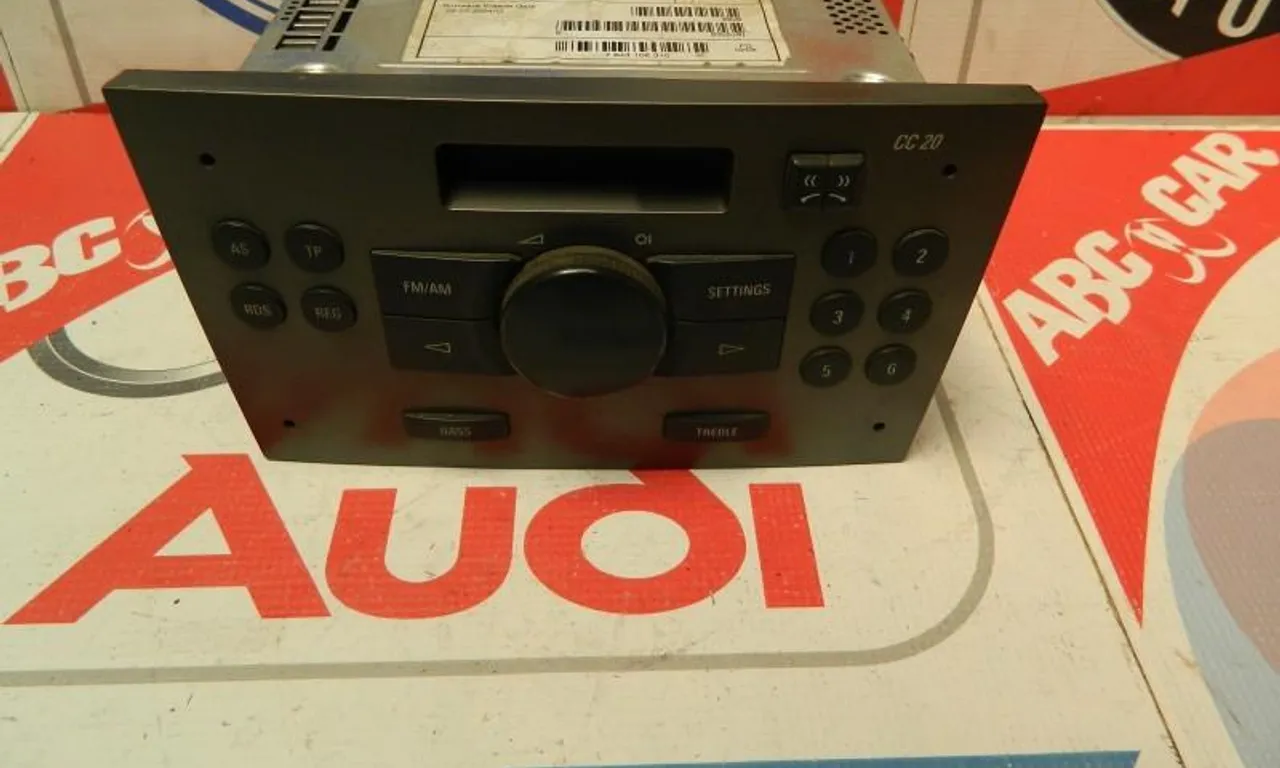 CC 20
« »
AS TP
RDS REG
FM/AM
SETTINGS
1 2
3 4
5 6
BASS
TREBLE
ABC CAR
ABC
AUDI